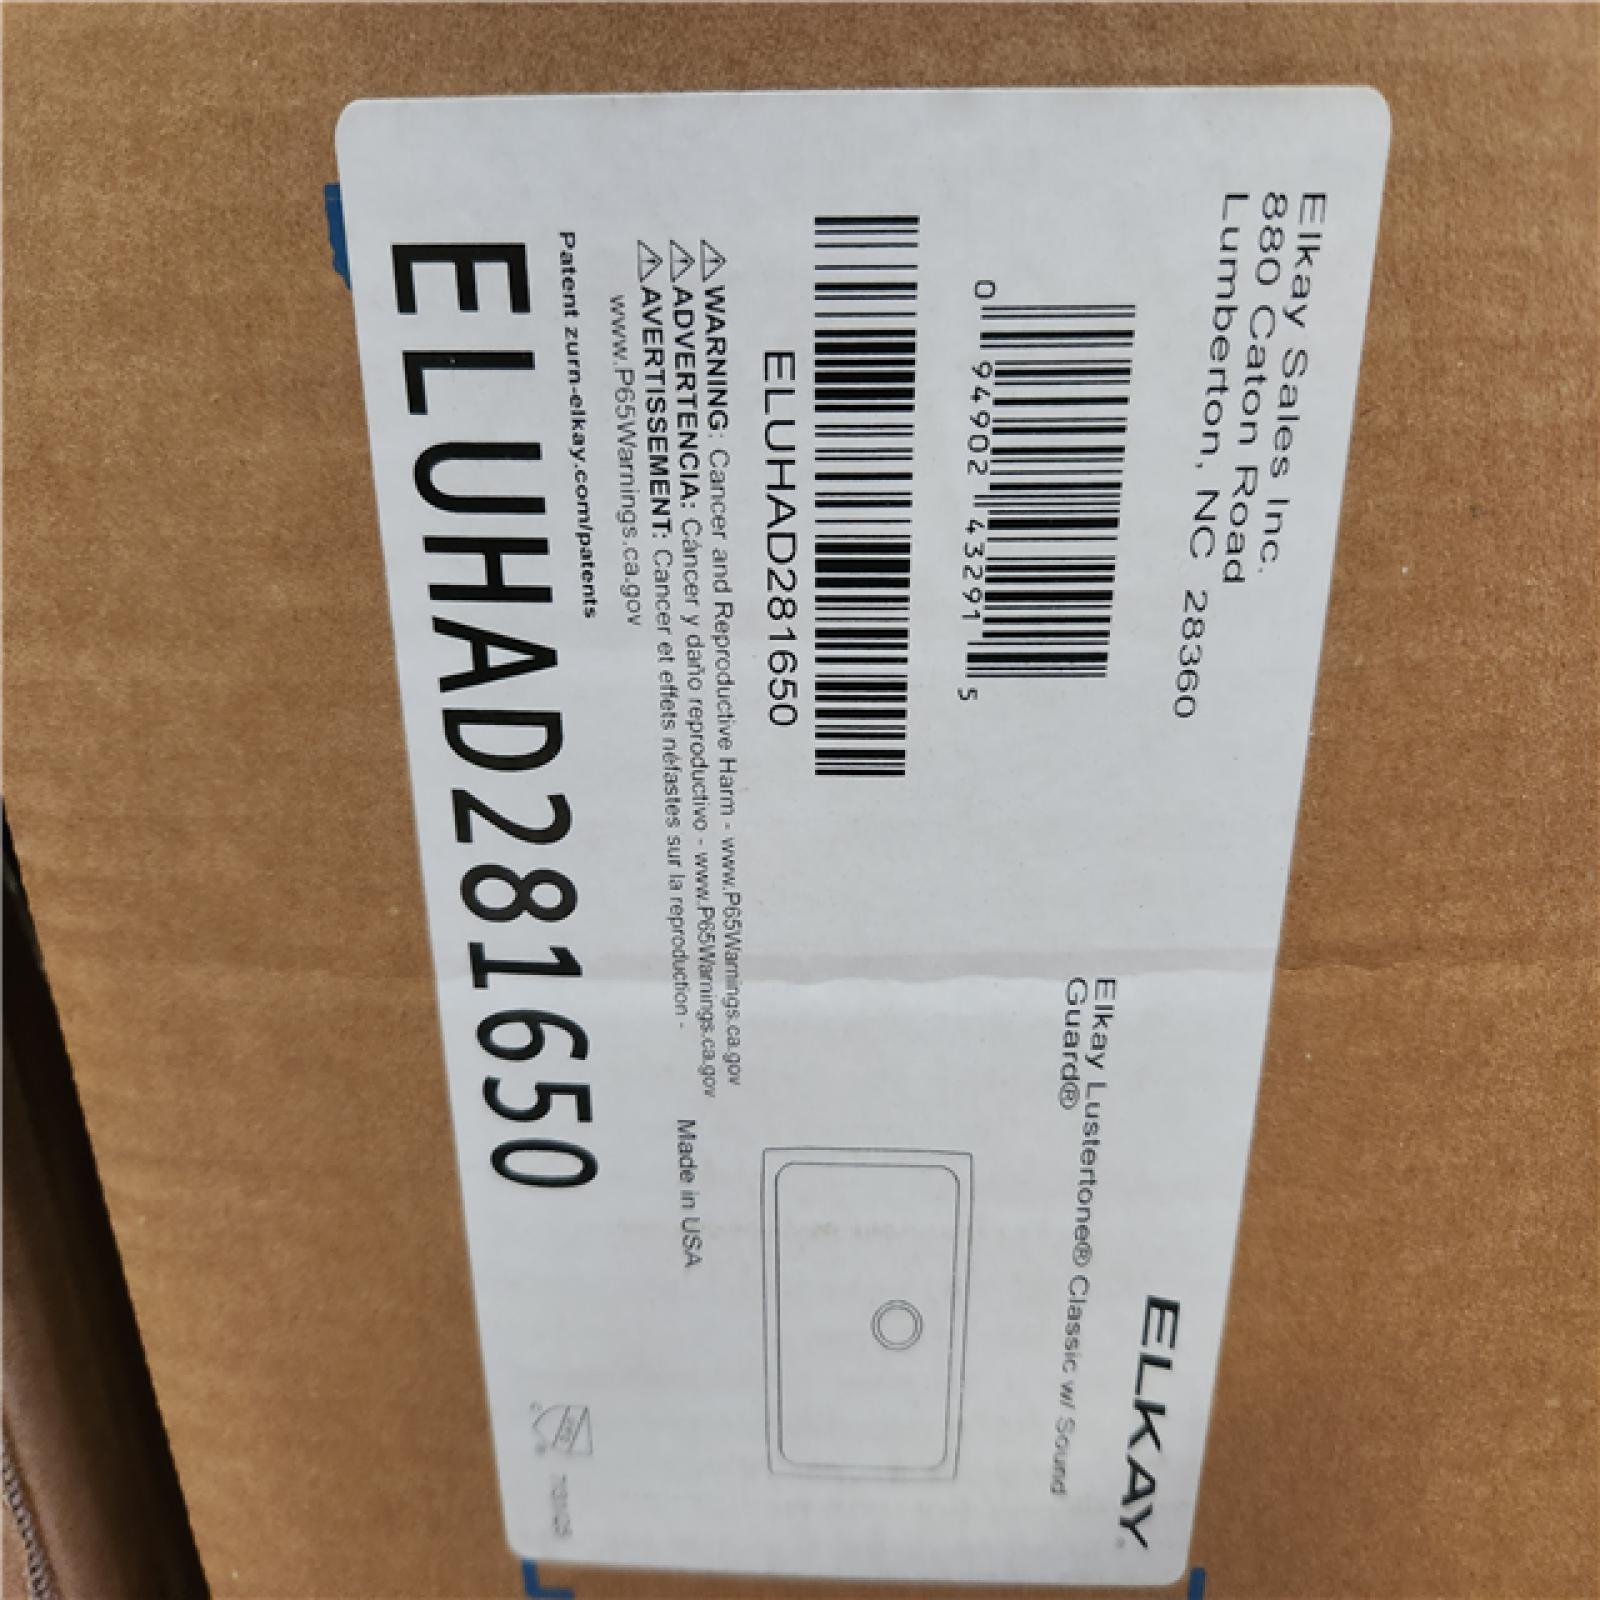 Elkay Sales Inc.
880 Caton Road
Lumberton, NC 28360
ELKAY
Elkay Lustertone® Classic w/ Sound
Guard®
0 94902 43291 5
ELUHAD281650
⚠WARNING: Cancer and Reproductive Harm - www.P65Warnings.ca.gov
⚠ADVERTENCIA: Cáncer y daño reproductivo - www.P65Warnings.ca.gov
⚠AVERTISSEMENT: Cancer et effets néfastes sur la reproduction -
www.P65Warnings.ca.gov
Made in USA
Patent zurn-elkay.com/patents
ELUHAD281650